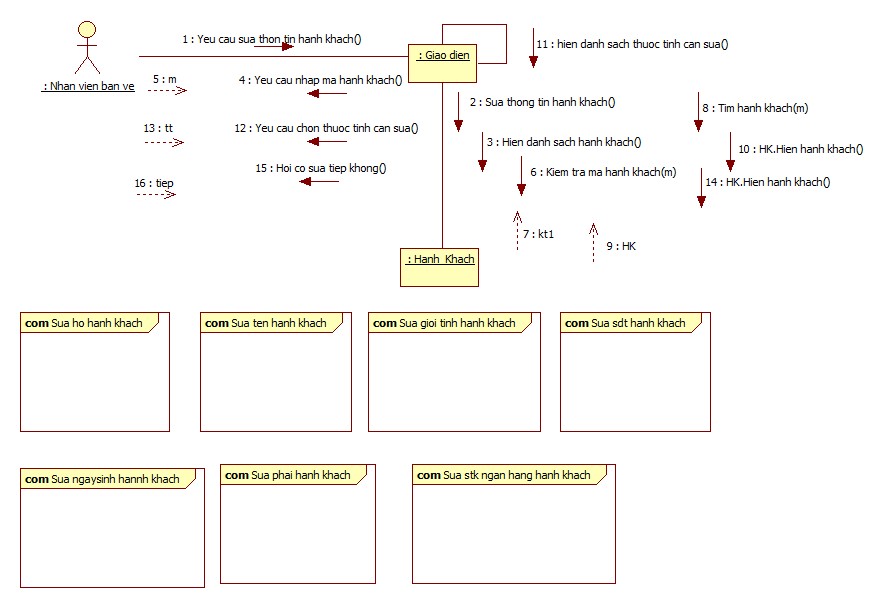 1 : Yeu cau sua thon tin hanh khach()
: Nhan vien ban ve
: Giao dien
11 : hien danh sach thuoc tinh can sua()
5 : m
4 : Yeu cau nhap ma hanh khach()
2 : Sua thong tin hanh khach()
8 : Tim hanh khach(m)
13 : tt
12 : Yeu cau chon thuoc tinh can sua()
3 : Hien danh sach hanh khach()
10 : HK.Hien hanh khach()
15 : Hoi co sua tiep khong()
6 : Kiem tra ma hanh khach(m)
14 : HK.Hien hanh khach()
16 : tiep
7 : kt1
9 : HK
: Hanh_Khach
com Sua ho hanh khach
com Sua ten hanh khach
com Sua gioi tinh hanh khach
com Sua sdt hanh khach
com Sua ngaysinh hannh khach
com Sua phai hanh khach
com Sua stk ngan hang hanh khach